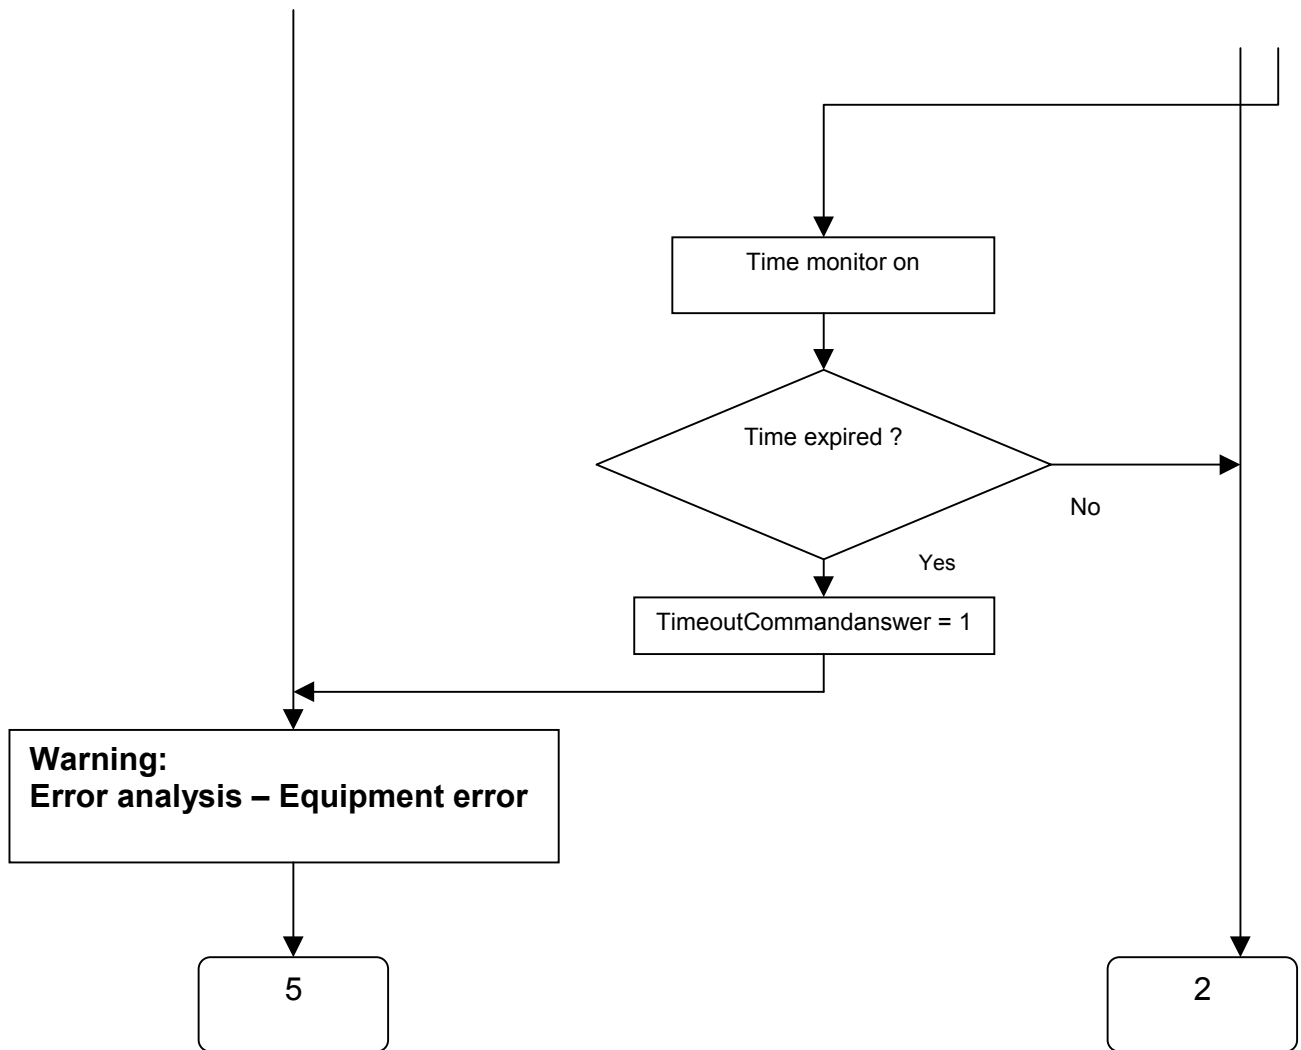 Time monitor on
Time expired ?
No
Yes
TimeoutCommandanswer = 1
Warning:
Error analysis – Equipment error
5
2